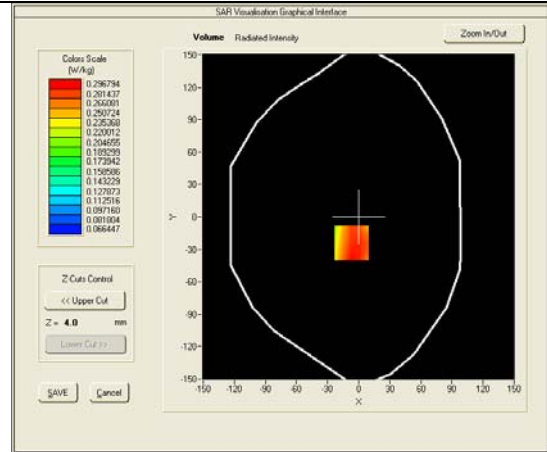 SAR Visualisation Graphical Interface
Volume Radiated Intensity
Zoom In/Out
Colors Scale
(W/kg)
0.296794
0.281437
0.266081
0.250724
0.235368
0.220012
0.204655
0.189299
0.173942
0.158586
0.143229
0.127873
0.112516
0.097160
0.081804
0.066447
150
120
90
60
30
0
-30
-60
-90
-120
-150
Y
-150 -120 -90 -60 -30 0 30 60 90 120 150
X
Z Cuts Control
<< Upper Cut
Z = 4.0 mm
Lower Cut >>
SAVE Cancel